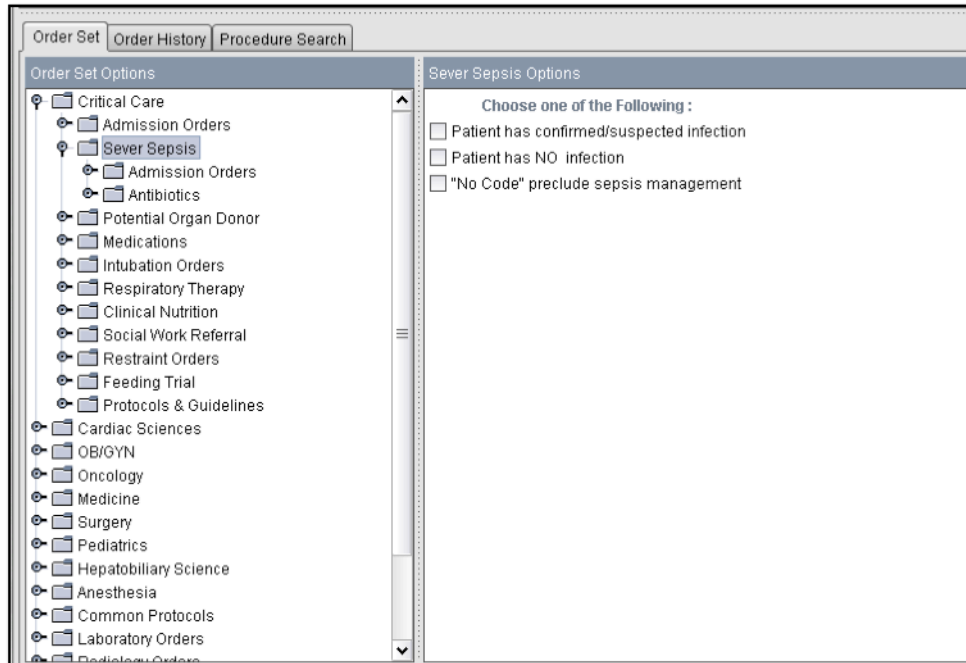 Order Set
Order History
Procedure Search
Order Set Options
Critical Care
Admission Orders
Sever Sepsis
Admission Orders
Antibiotics
Potential Organ Donor
Medications
Intubation Orders
Respiratory Therapy
Clinical Nutrition
Social Work Referral
Restraint Orders
Feeding Trial
Protocols & Guidelines
Cardiac Sciences
OB/GYN
Oncology
Medicine
Surgery
Pediatrics
Hepatobiliary Science
Anesthesia
Common Protocols
Laboratory Orders
Radiology Orders
Sever Sepsis Options
Choose one of the Following :
Patient has confirmed/suspected infection
Patient has NO infection
"No Code" preclude sepsis management